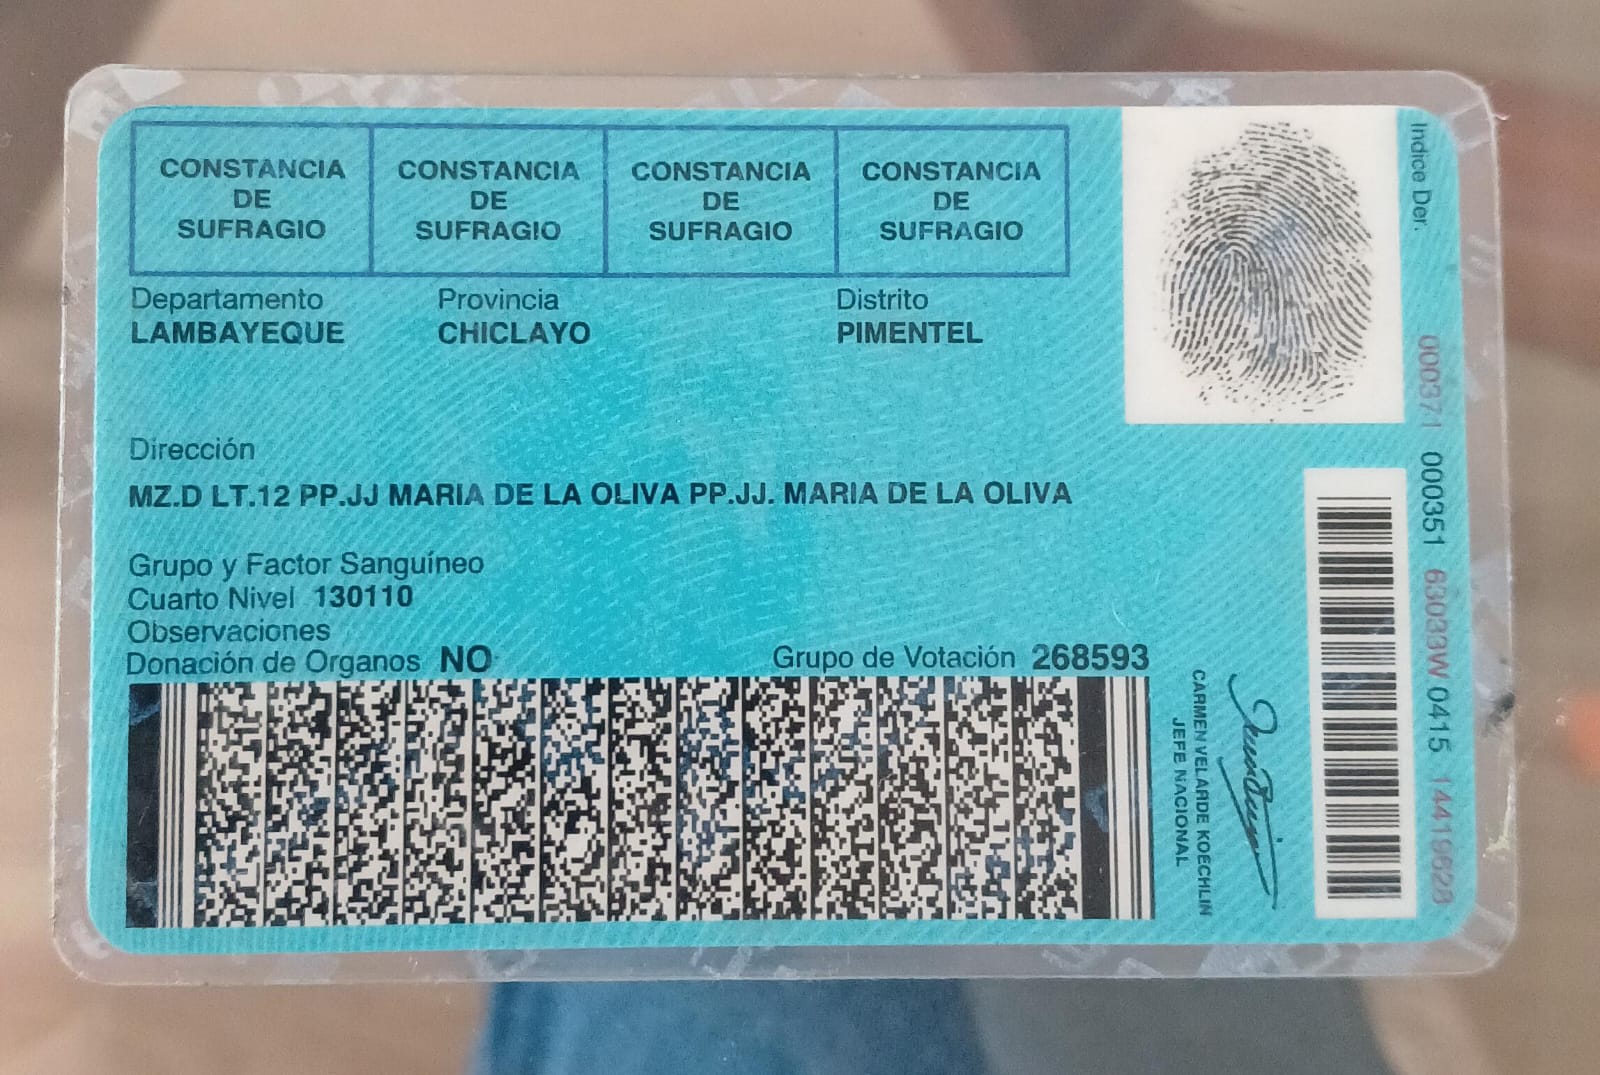 CONSTANCIA DE SUFRAGIO
CONSTANCIA DE SUFRAGIO
CONSTANCIA DE SUFRAGIO
CONSTANCIA DE SUFRAGIO
Indice Der.
Departamento Provincia Distrito
LAMBAYEQUE CHICLAYO PIMENTEL
Dirección
MZ.D LT.12 PP.JJ MARIA DE LA OLIVA PP.JJ. MARIA DE LA OLIVA
Grupo y Factor Sanguíneo
Cuarto Nivel 130110
Observaciones
Donación de Organos NO
Grupo de Votación 268593
CARMEN VELARDE KOECHLIN
JEFE NACIONAL
000371 000351 63033W 0415 14419628